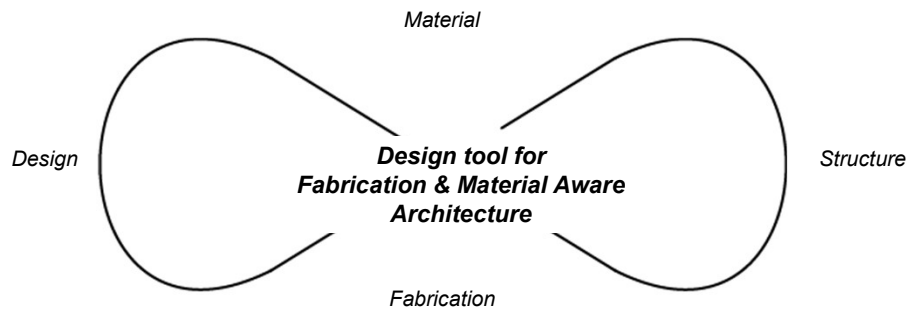 Material
Design
Design tool for
Fabrication & Material Aware
Architecture
Structure
Fabrication